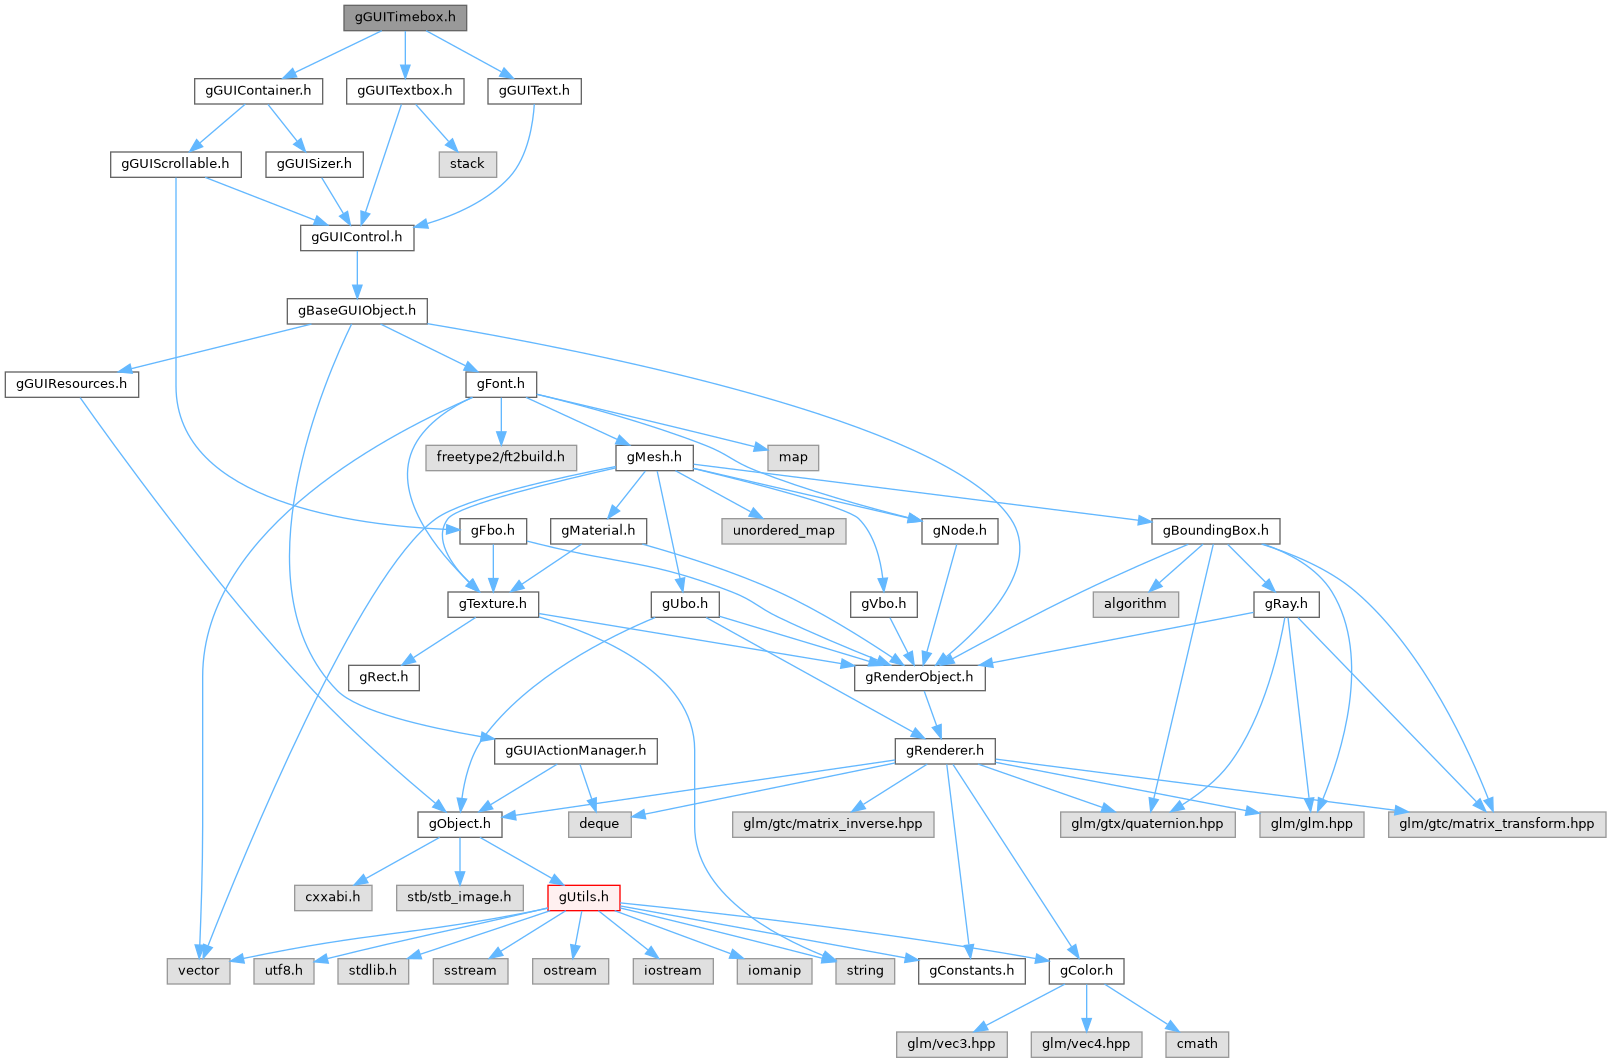 gGUITimebox.h
gGUIContainer.h
gGUITextbox.h
gGUIText.h
gGUIScrollable.h
gGUISizer.h
stack
gGUIControl.h
gBaseGUIObject.h
gGUIResources.h
gFont.h
freetype2/ft2build.h
gMesh.h
map
gFbo.h
gMaterial.h
unordered_map
gNode.h
gBoundingBox.h
gTexture.h
gUbo.h
gVbo.h
algorithm
gRay.h
gRect.h
gRenderObject.h
gGUIActionManager.h
gRenderer.h
gObject.h
deque
glm/gtc/matrix_inverse.hpp
glm/gtx/quaternion.hpp
glm/glm.hpp
glm/gtc/matrix_transform.hpp
cxxabi.h
stb/stb_image.h
gUtils.h
vector
utf8.h
stdlib.h
sstream
ostream
iostream
iomanip
string
gConstants.h
gColor.h
glm/vec3.hpp
glm/vec4.hpp
cmath